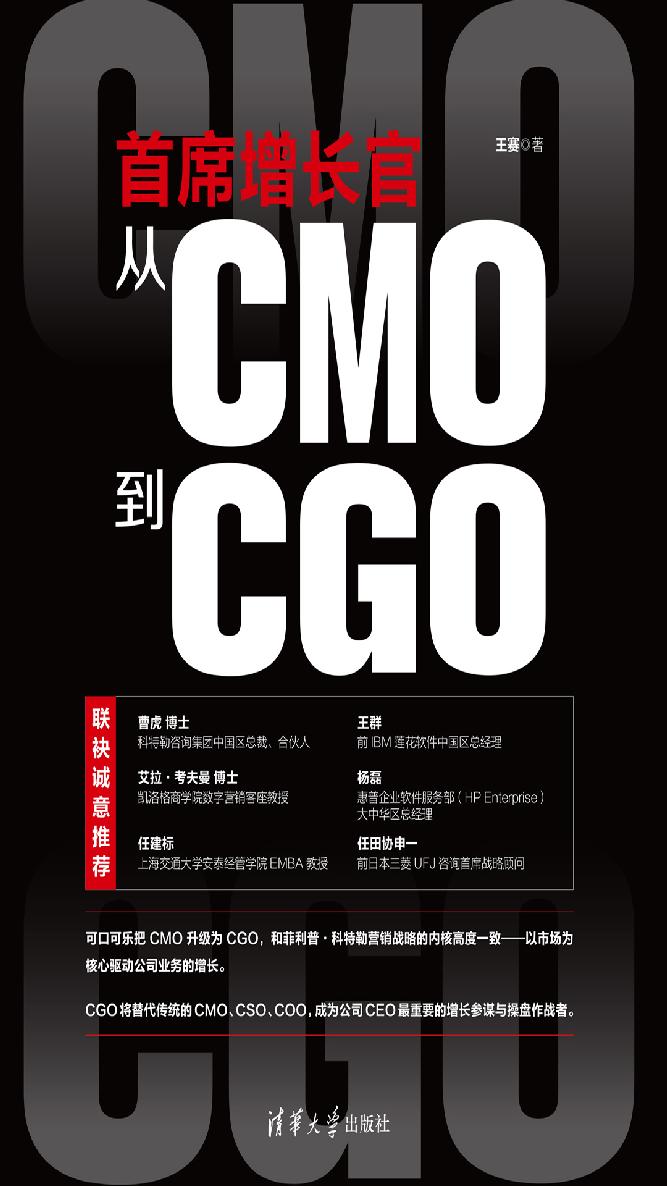 CMO
首席增长官
王赛◎著
从
CMO
到
CGO
联袂诚意推荐
曹虎 博士
科特勒咨询集团中国区总裁、合伙人
艾拉·考夫曼 博士
凯洛格商学院数字营销客座教授
任建标
上海交通大学安泰经管学院 EMBA 教授
王群
前 IBM 莲花软件中国区总经理
杨磊
惠普企业软件服务部（HP Enterprise）
大中华区总经理
任田协申一
前日本三菱 UFJ 咨询首席战略顾问
可口可乐把 CMO 升级为 CGO，和菲利普·科特勒营销战略的内核高度一致——以市场为
核心驱动公司业务的增长。
CGO 将替代传统的 CMO、CSO、COO，成为公司 CEO 最重要的增长参谋与操盘作战者。
CGO
清华大学出版社